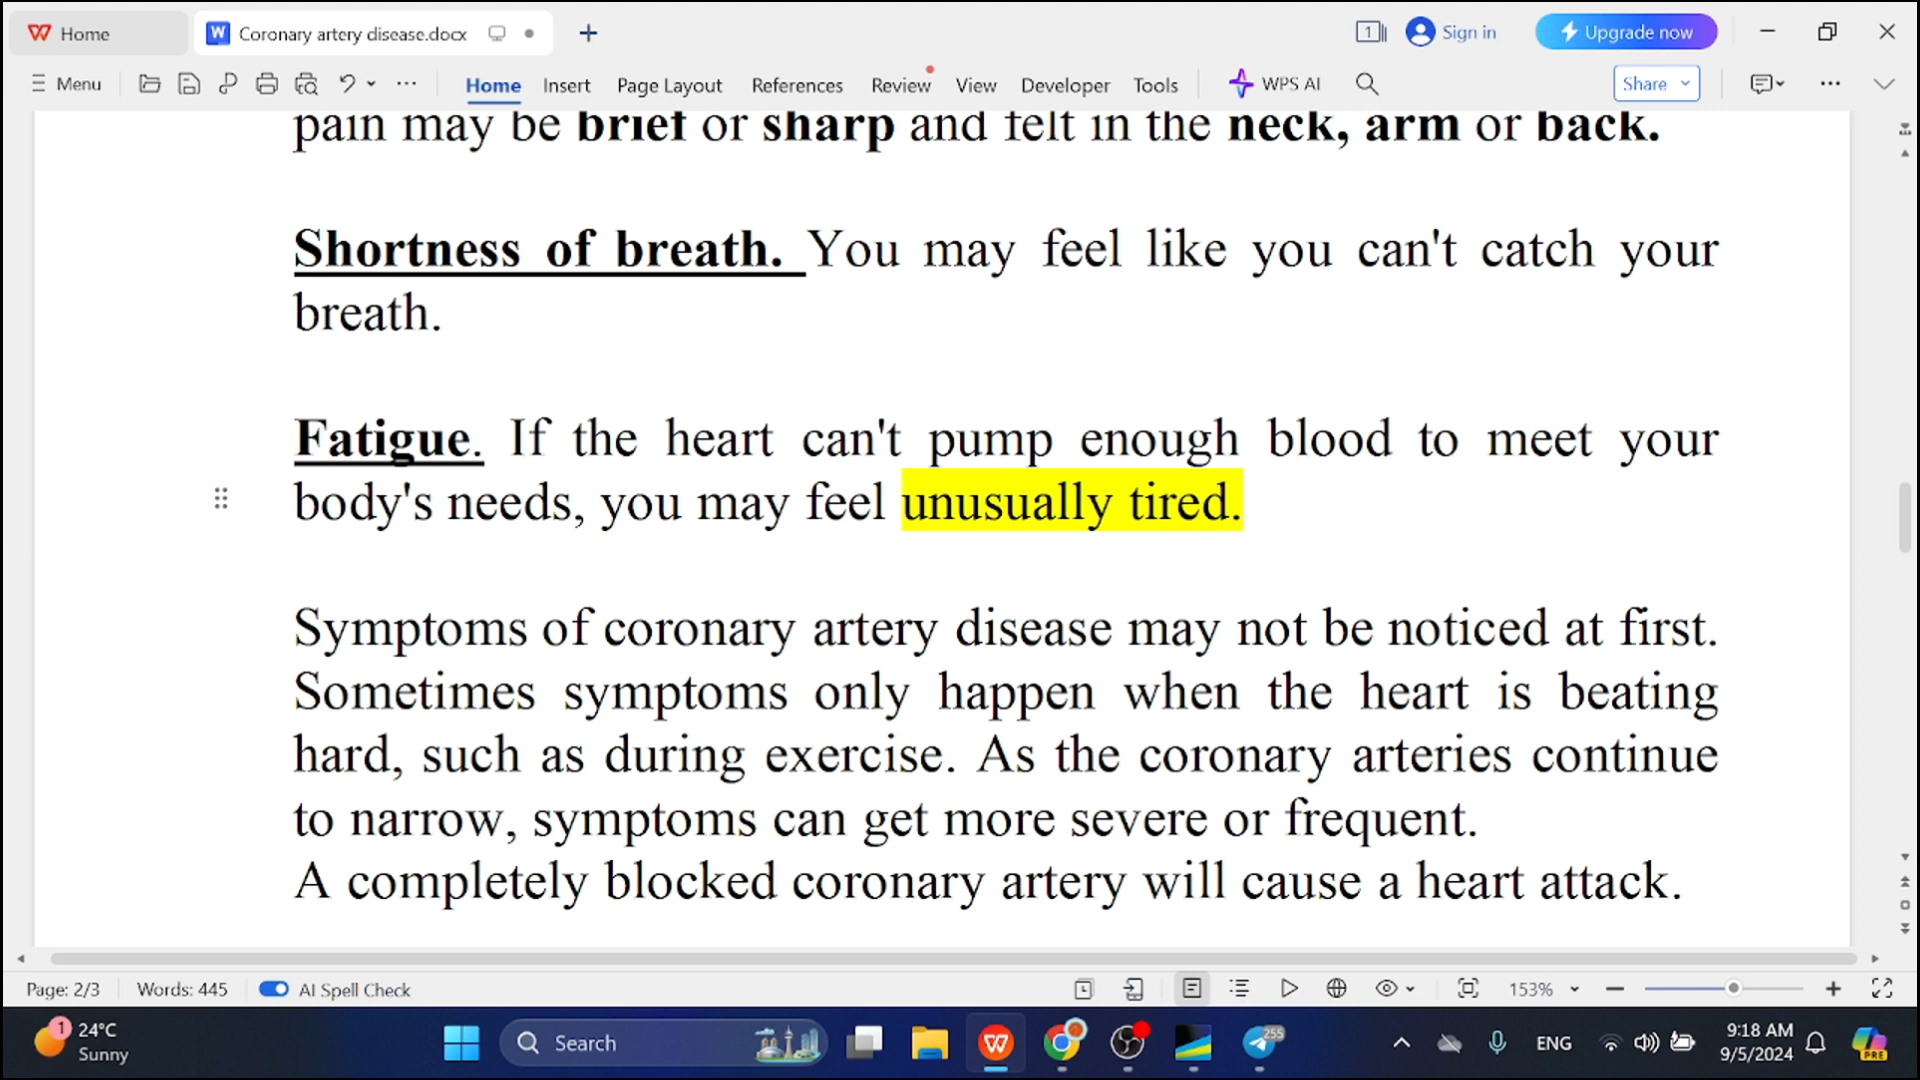 Home
Coronary artery disease.docx
1
Sign in
Upgrade now
Menu
Home Insert Page Layout References Review View Developer Tools
WPS AI
Share
pain may be brief or sharp and felt in the neck, arm or back.
Shortness of breath. You may feel like you can't catch your
breath.
Fatigue. If the heart can't pump enough blood to meet your
body's needs, you may feel unusually tired.
Symptoms of coronary artery disease may not be noticed at first.
Sometimes symptoms only happen when the heart is beating
hard, such as during exercise. As the coronary arteries continue
to narrow, symptoms can get more severe or frequent.
A completely blocked coronary artery will cause a heart attack.
Page: 2/3 Words: 445 AI Spell Check
153%
1
24°C
Sunny
Search
255
ENG
9:18 AM
9/5/2024
PRE